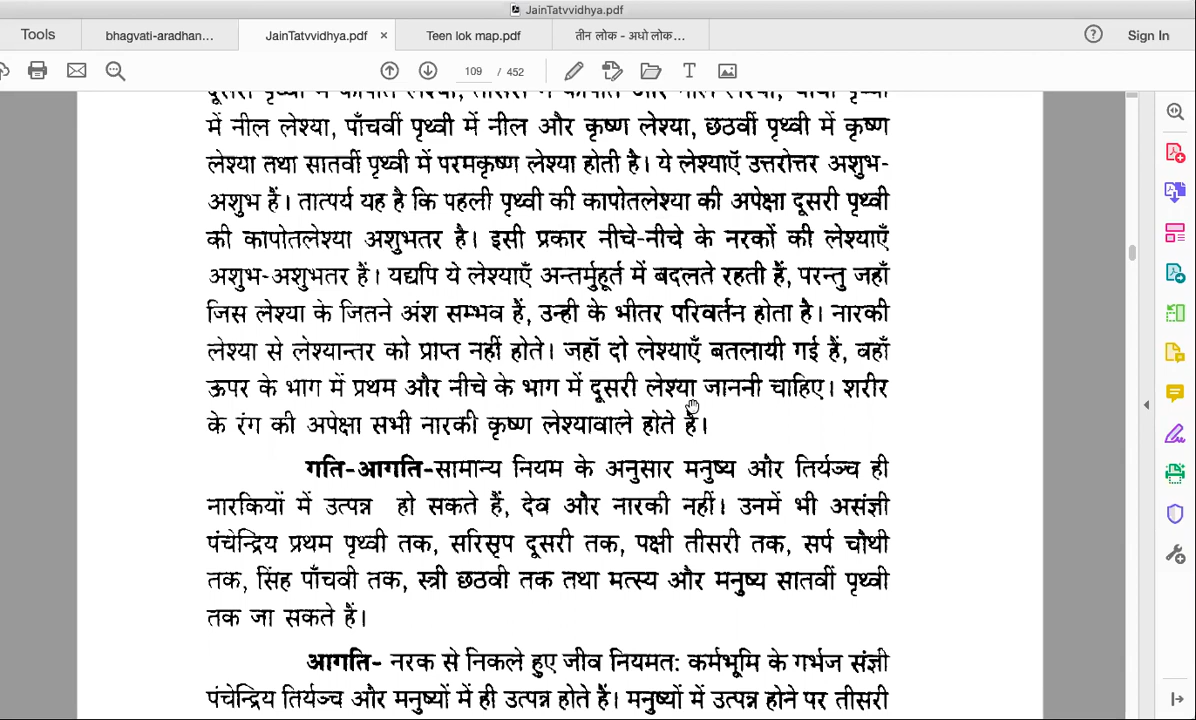 JainTatvvidhya.pdf
Tools
bhagvati-aradhan...
JainTatvvidhya.pdf ×
Teen lok map.pdf
तीन लोक - अधो लोक...
Sign In
109 / 452
दूसरी पृथ्वी में कापोत लेश्या, तीसरी में कापोत और नील लेश्या, चौथी पृथ्वी
में नील लेश्या, पाँचवीं पृथ्वी में नील और कृष्ण लेश्या, छठवीं पृथ्वी में कृष्ण
लेश्या तथा सातवीं पृथ्वी में परमकृष्ण लेश्या होती है। ये लेश्याऍ उत्तरोत्तर अशुभ-
अशुभ हैं। तात्पर्य यह है कि पहली पृथ्वी की कापोतलेश्या की अपेक्षा दूसरी पृथ्वी
की कापोतलेश्या अशुभतर है। इसी प्रकार नीचे-नीचे के नरकों की लेश्याएँ
अशुभ-अशुभतर हैं। यद्यपि ये लेश्याएँ अन्तर्मुहूर्त में बदलते रहती हैं, परन्तु जहाँ
जिस लेश्या के जितने अंश सम्भव हैं, उन्ही के भीतर परिवर्तन होता है। नारकी
लेश्या से लेश्यान्तर को प्राप्त नहीं होते। जहाॅ दो लेश्याएँ बतलायी गई हैं, वहाँ
ऊपर के भाग में प्रथम और नीचे के भाग में दूसरी लेश्या जाननी चाहिए। शरीर
के रंग की अपेक्षा सभी नारकी कृष्ण लेश्यावाले होते हैं।
गति-आगति-सामान्य नियम के अनुसार मनुष्य और तिर्यञ्च ही
नारकियों में उत्पन्न हो सकते हैं, देव और नारकी नहीं। उनमें भी असंज्ञी
पंचेन्द्रिय प्रथम पृथ्वी तक, सरिसृप दूसरी तक, पक्षी तीसरी तक, सर्प चौथी
तक, सिंह पाँचवी तक, स्त्री छठवी तक तथा मत्स्य और मनुष्य सातवीं पृथ्वी
तक जा सकते हैं।
आगति- नरक से निकले हुए जीव नियमत: कर्मभूमि के गर्भज संज्ञी
पंचेन्द्रिय तिर्यञ्च और मनुष्यों में ही उत्पन्न होते हैं। मनुष्यों में उत्पन्न होने पर तीसरी